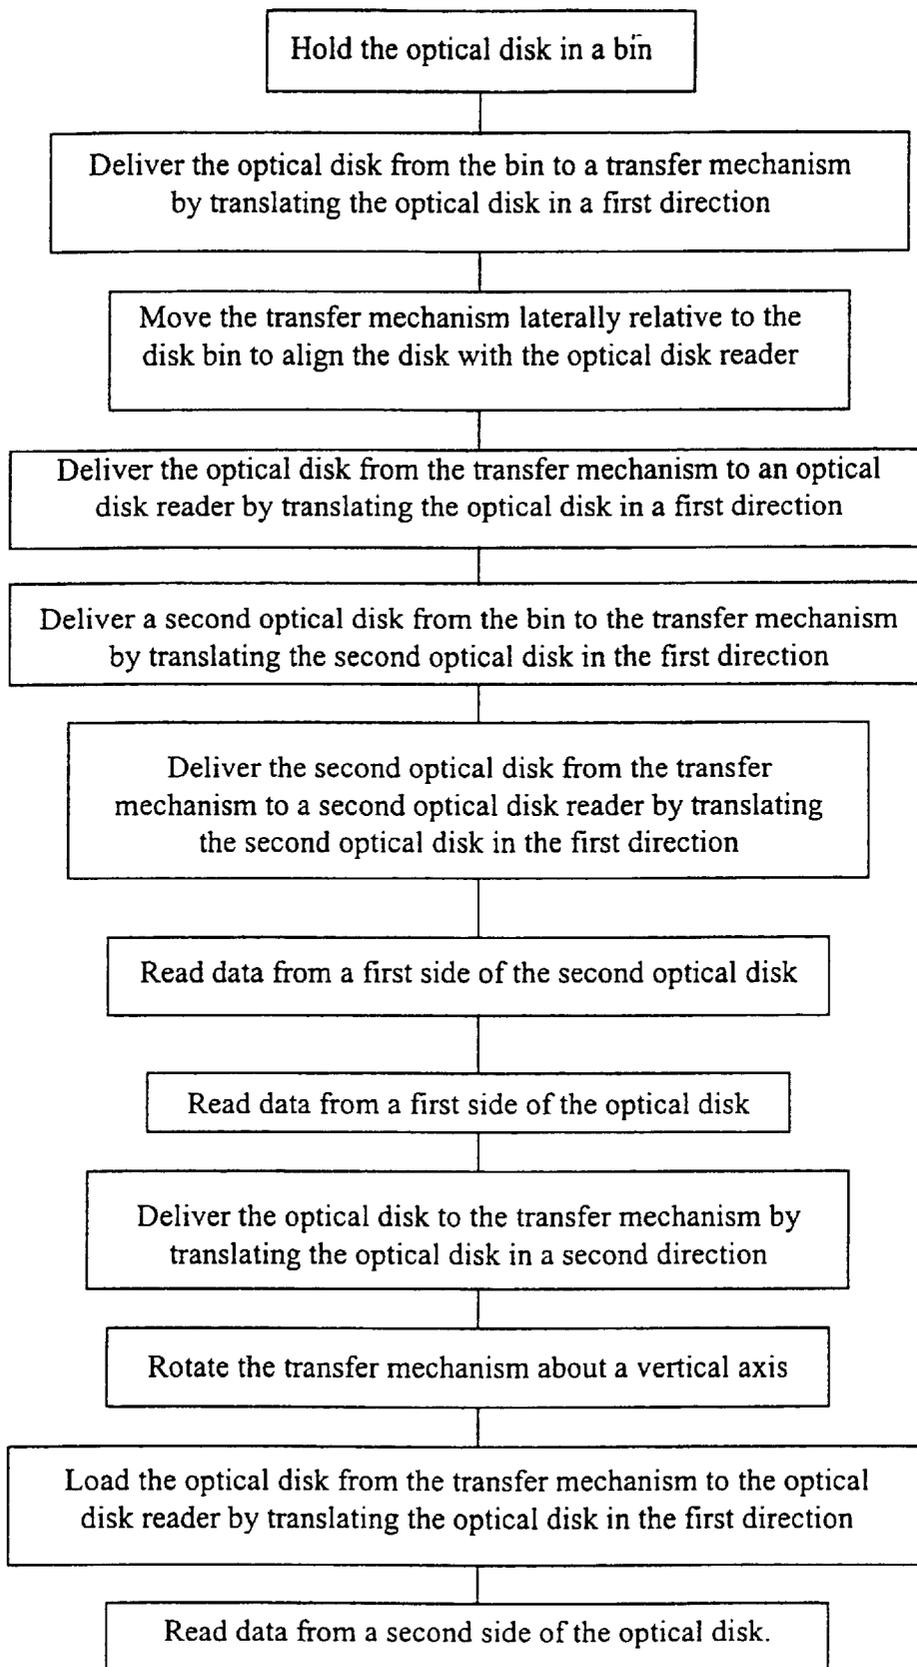 Hold the optical disk in a bin
Deliver the optical disk from the bin to a transfer mechanism
by translating the optical disk in a first direction
Move the transfer mechanism laterally relative to the
disk bin to align the disk with the optical disk reader
Deliver the optical disk from the transfer mechanism to an optical
disk reader by translating the optical disk in a first direction
Deliver a second optical disk from the bin to the transfer mechanism
by translating the second optical disk in the first direction
Deliver the second optical disk from the transfer
mechanism to a second optical disk reader by translating
the second optical disk in the first direction
Read data from a first side of the second optical disk
Read data from a first side of the optical disk
Deliver the optical disk to the transfer mechanism by
translating the optical disk in a second direction
Rotate the transfer mechanism about a vertical axis
Load the optical disk from the transfer mechanism to the optical
disk reader by translating the optical disk in the first direction
Read data from a second side of the optical disk.